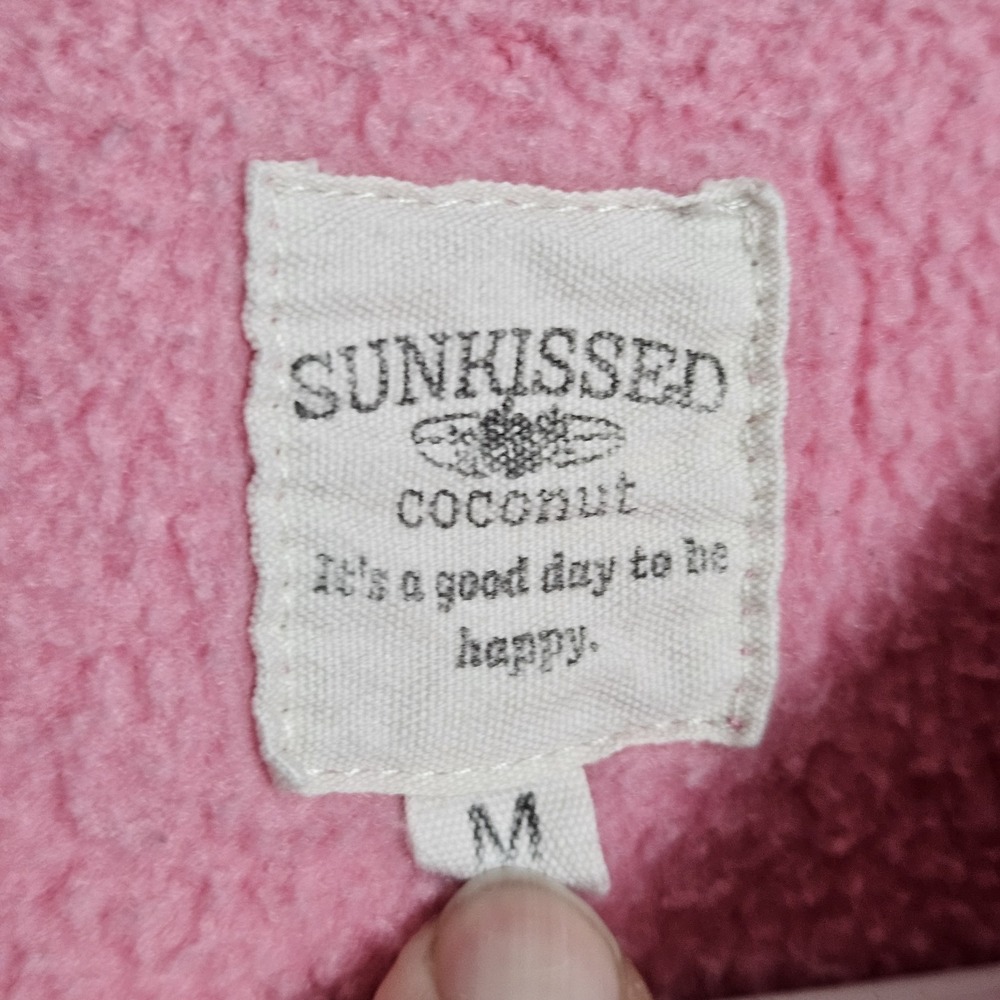 SUNKISSED
coconut
It's a good day to be
happy.
M